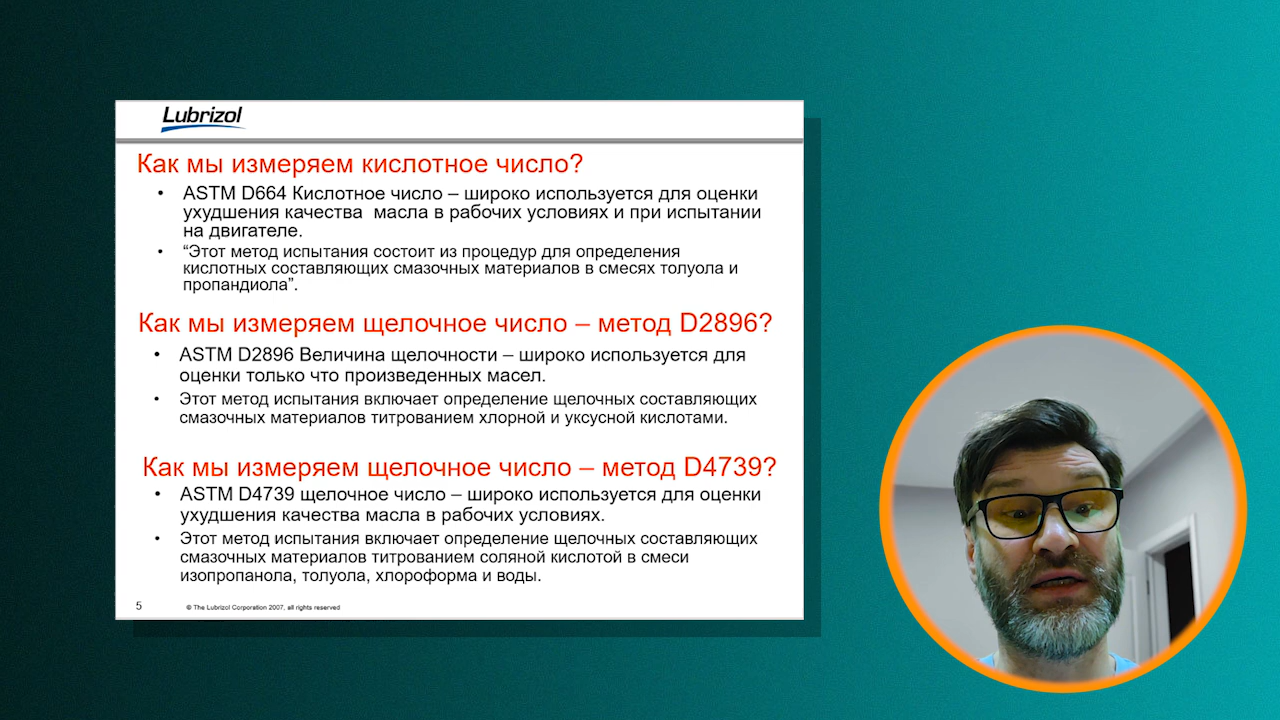 Lubrizol
Как мы измеряем кислотное число?
• ASTM D664 Кислотное число – широко используется для оценки
ухудшения качества масла в рабочих условиях и при испытании
на двигателе.
• “Этот метод испытания состоит из процедур для определения
кислотных составляющих смазочных материалов в смесях толуола и
пропандиола”.
Как мы измеряем щелочное число – метод D2896?
• ASTM D2896 Величина щелочности – широко используется для
оценки только что произведенных масел.
• Этот метод испытания включает определение щелочных составляющих
смазочных материалов титрованием хлорной и уксусной кислотами.
Как мы измеряем щелочное число – метод D4739?
• ASTM D4739 щелочное число – широко используется для оценки
ухудшения качества масла в рабочих условиях.
• Этот метод испытания включает определение щелочных составляющих
смазочных материалов титрованием соляной кислотой в смеси
изопропанола, толуола, хлороформа и воды.
5 © The Lubrizol Corporation 2007, all rights reserved